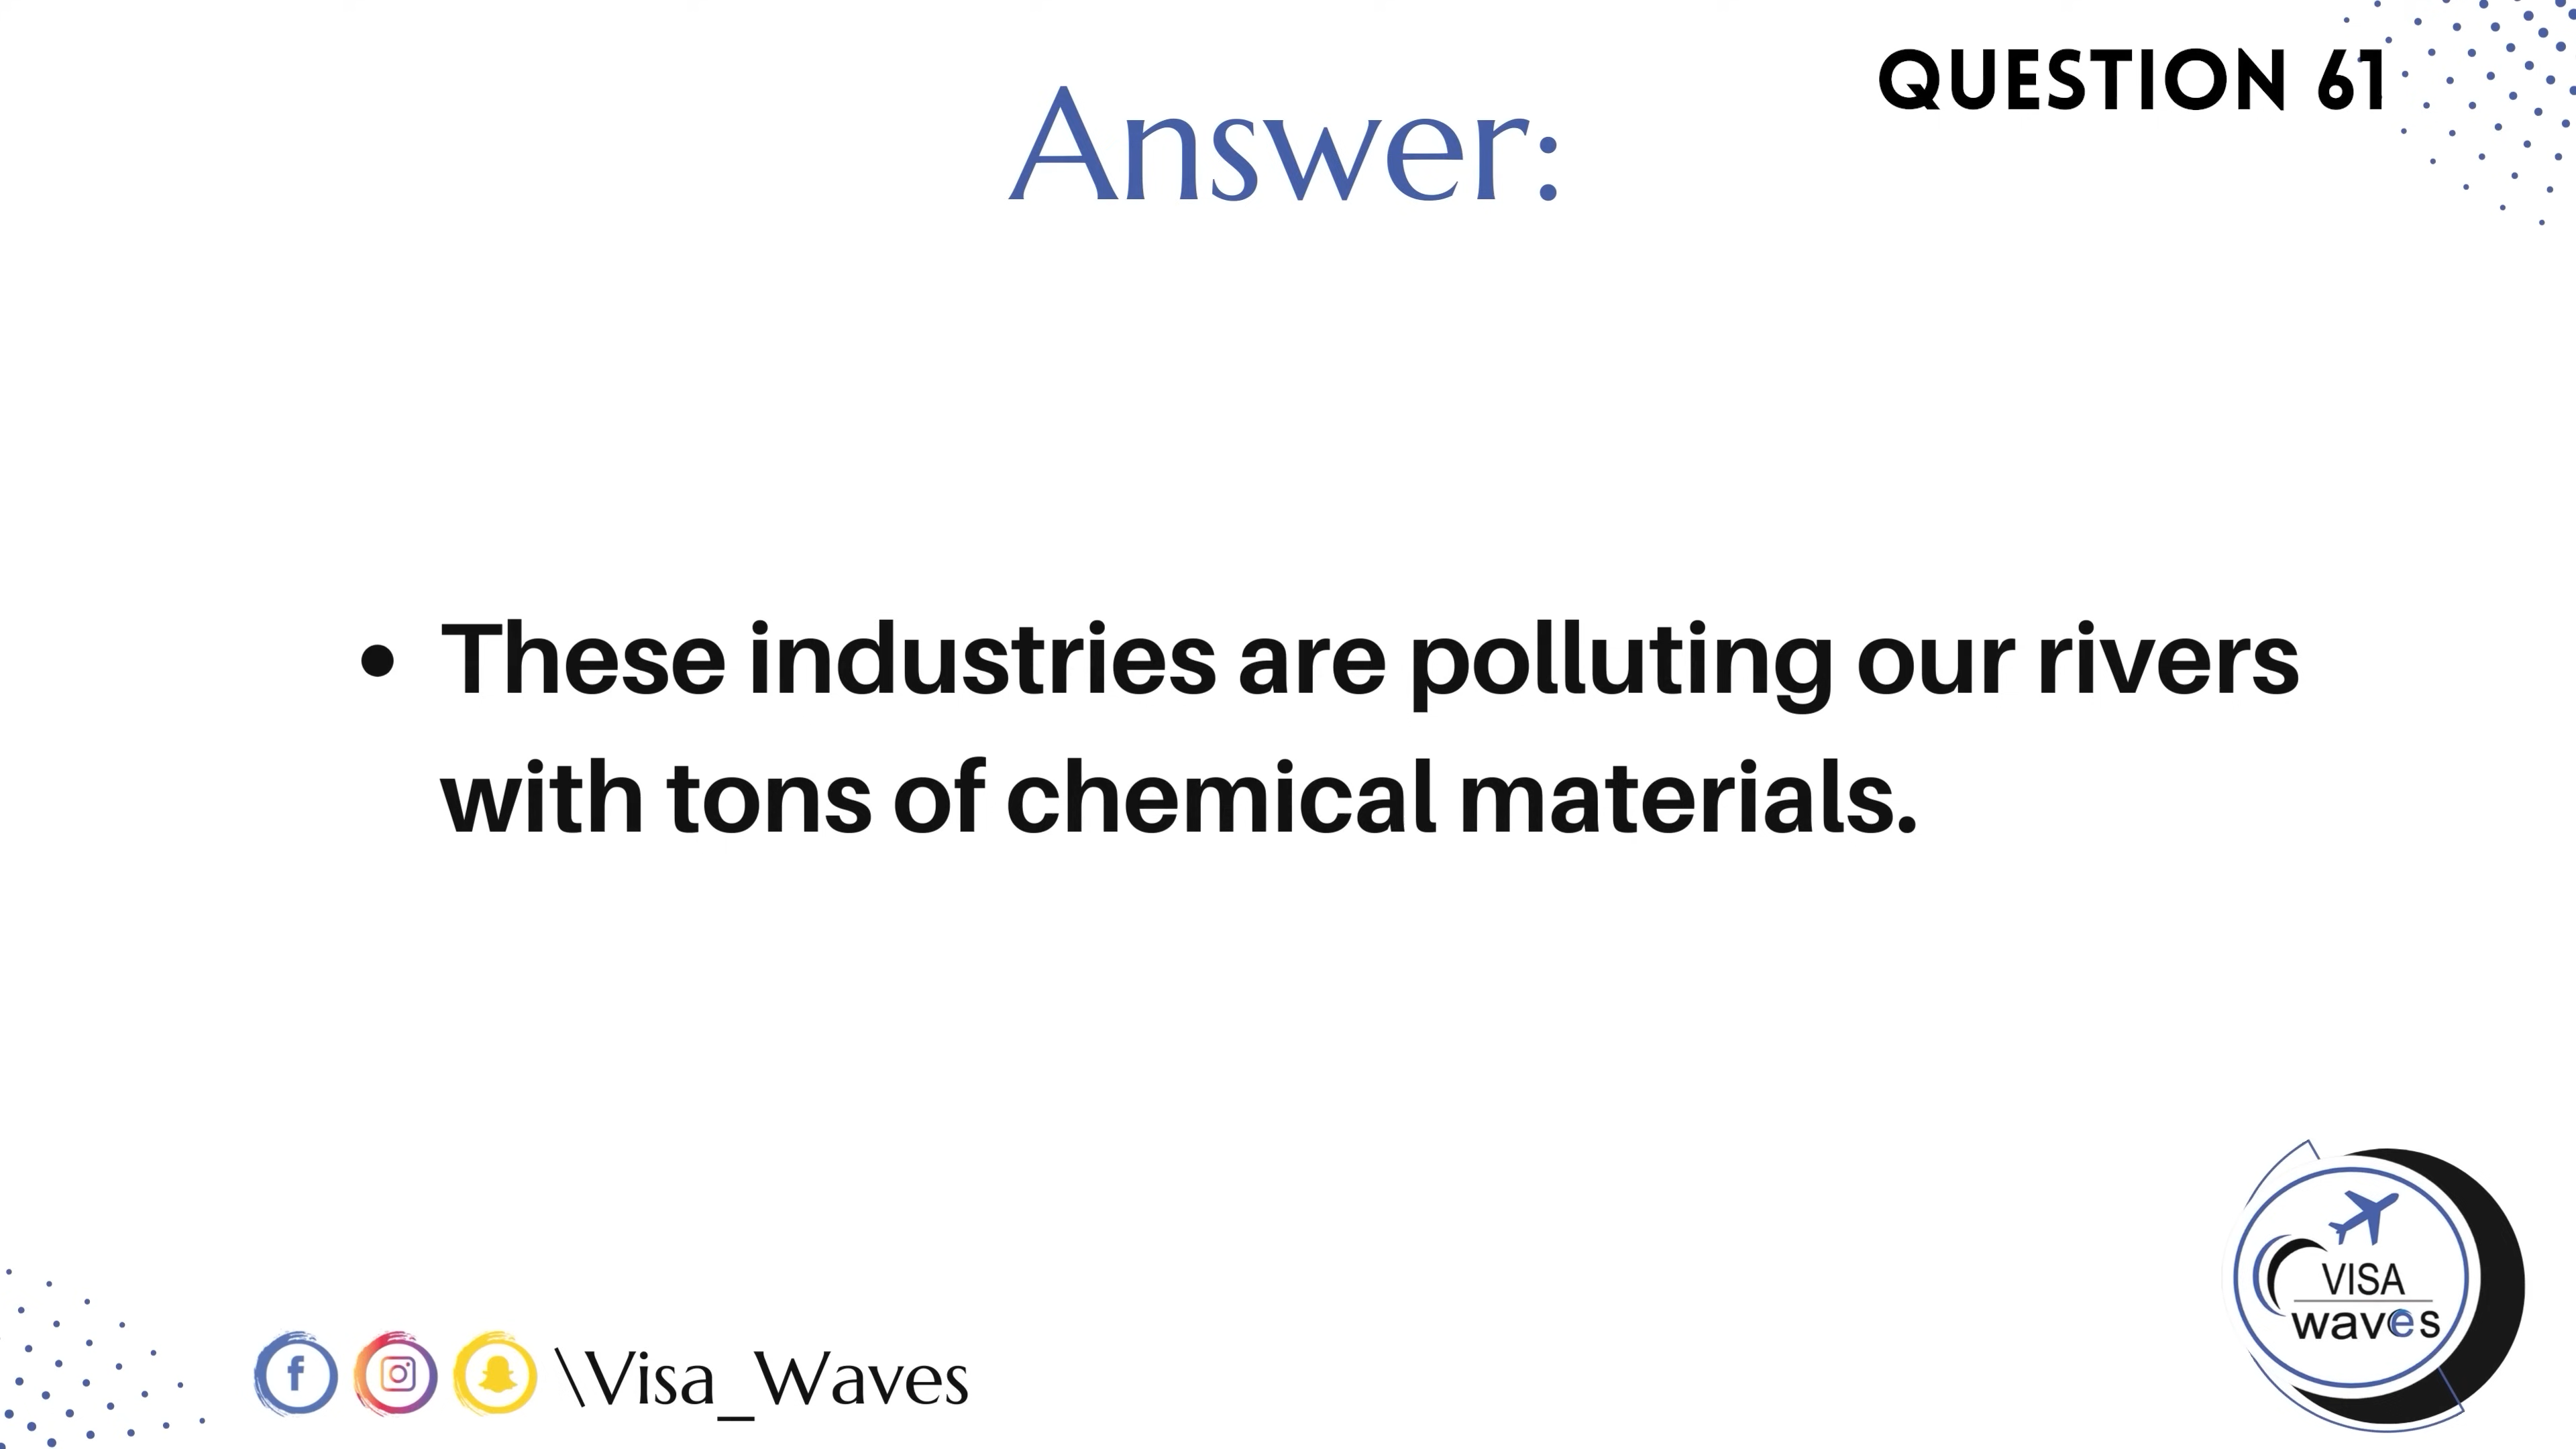 QUESTION 61
Answer:
• These industries are polluting our rivers
with tons of chemical materials.
VISA
waves
\Visa_Waves